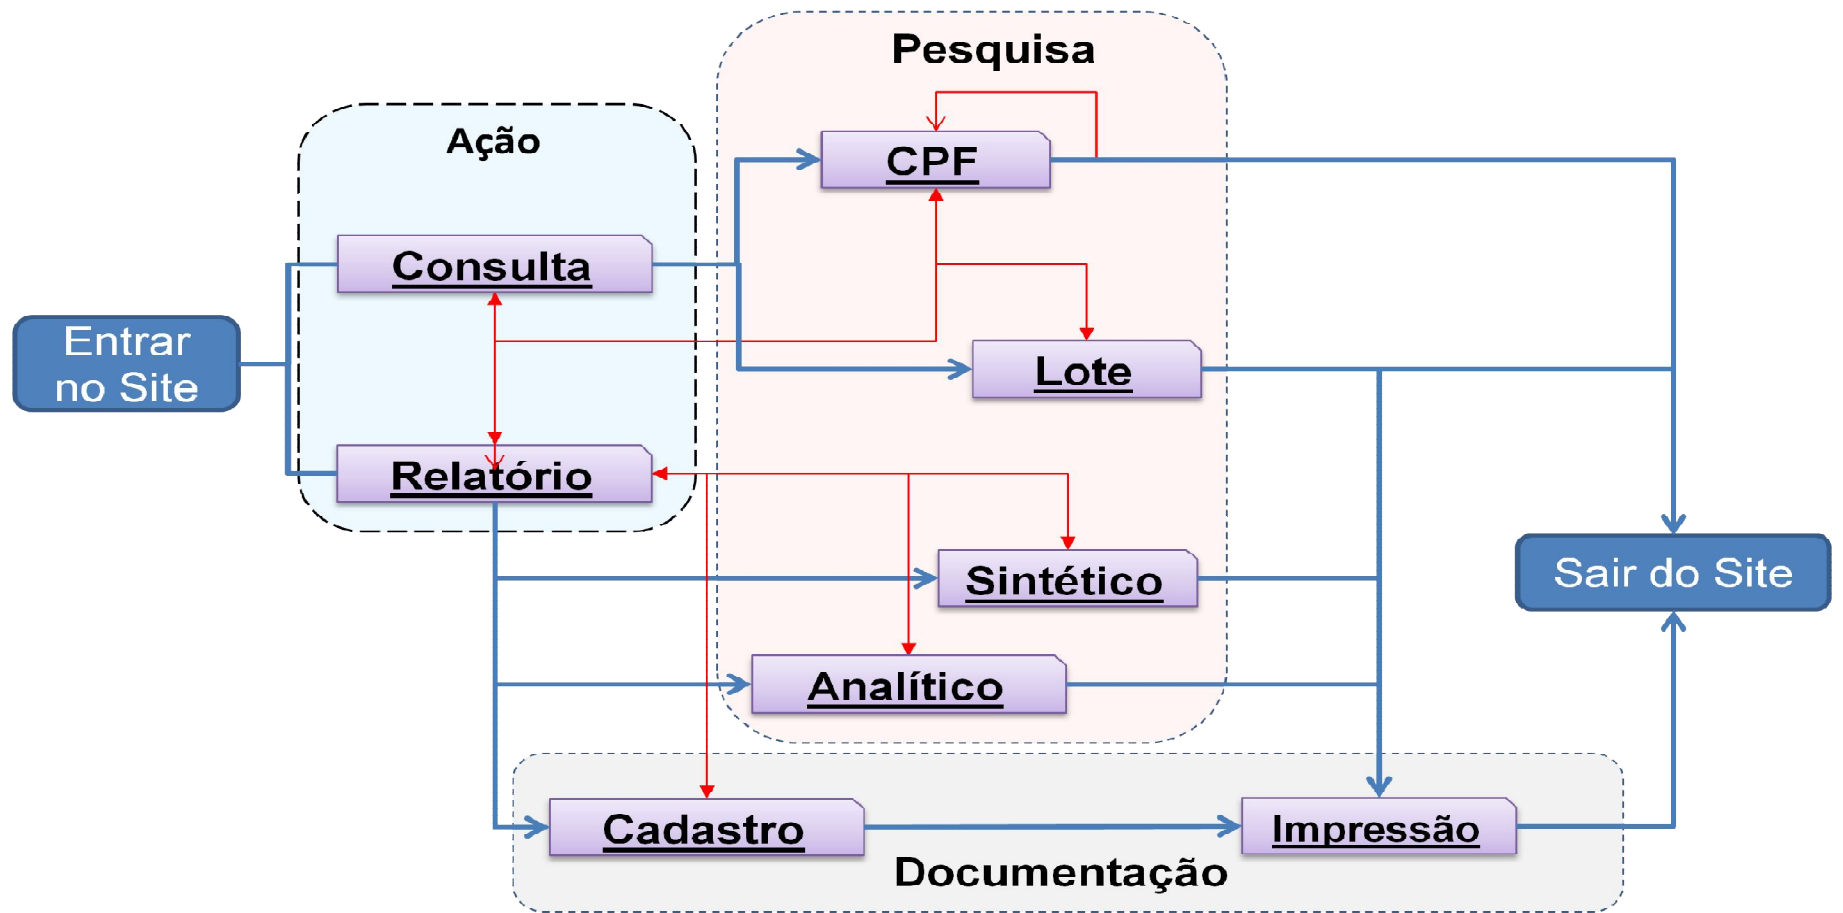 Pesquisa
Ação
CPF
Consulta
Entrar
no Site
Lote
Relatório
Sintético
Sair do Site
Analítico
Cadastro
Impressão
Documentação